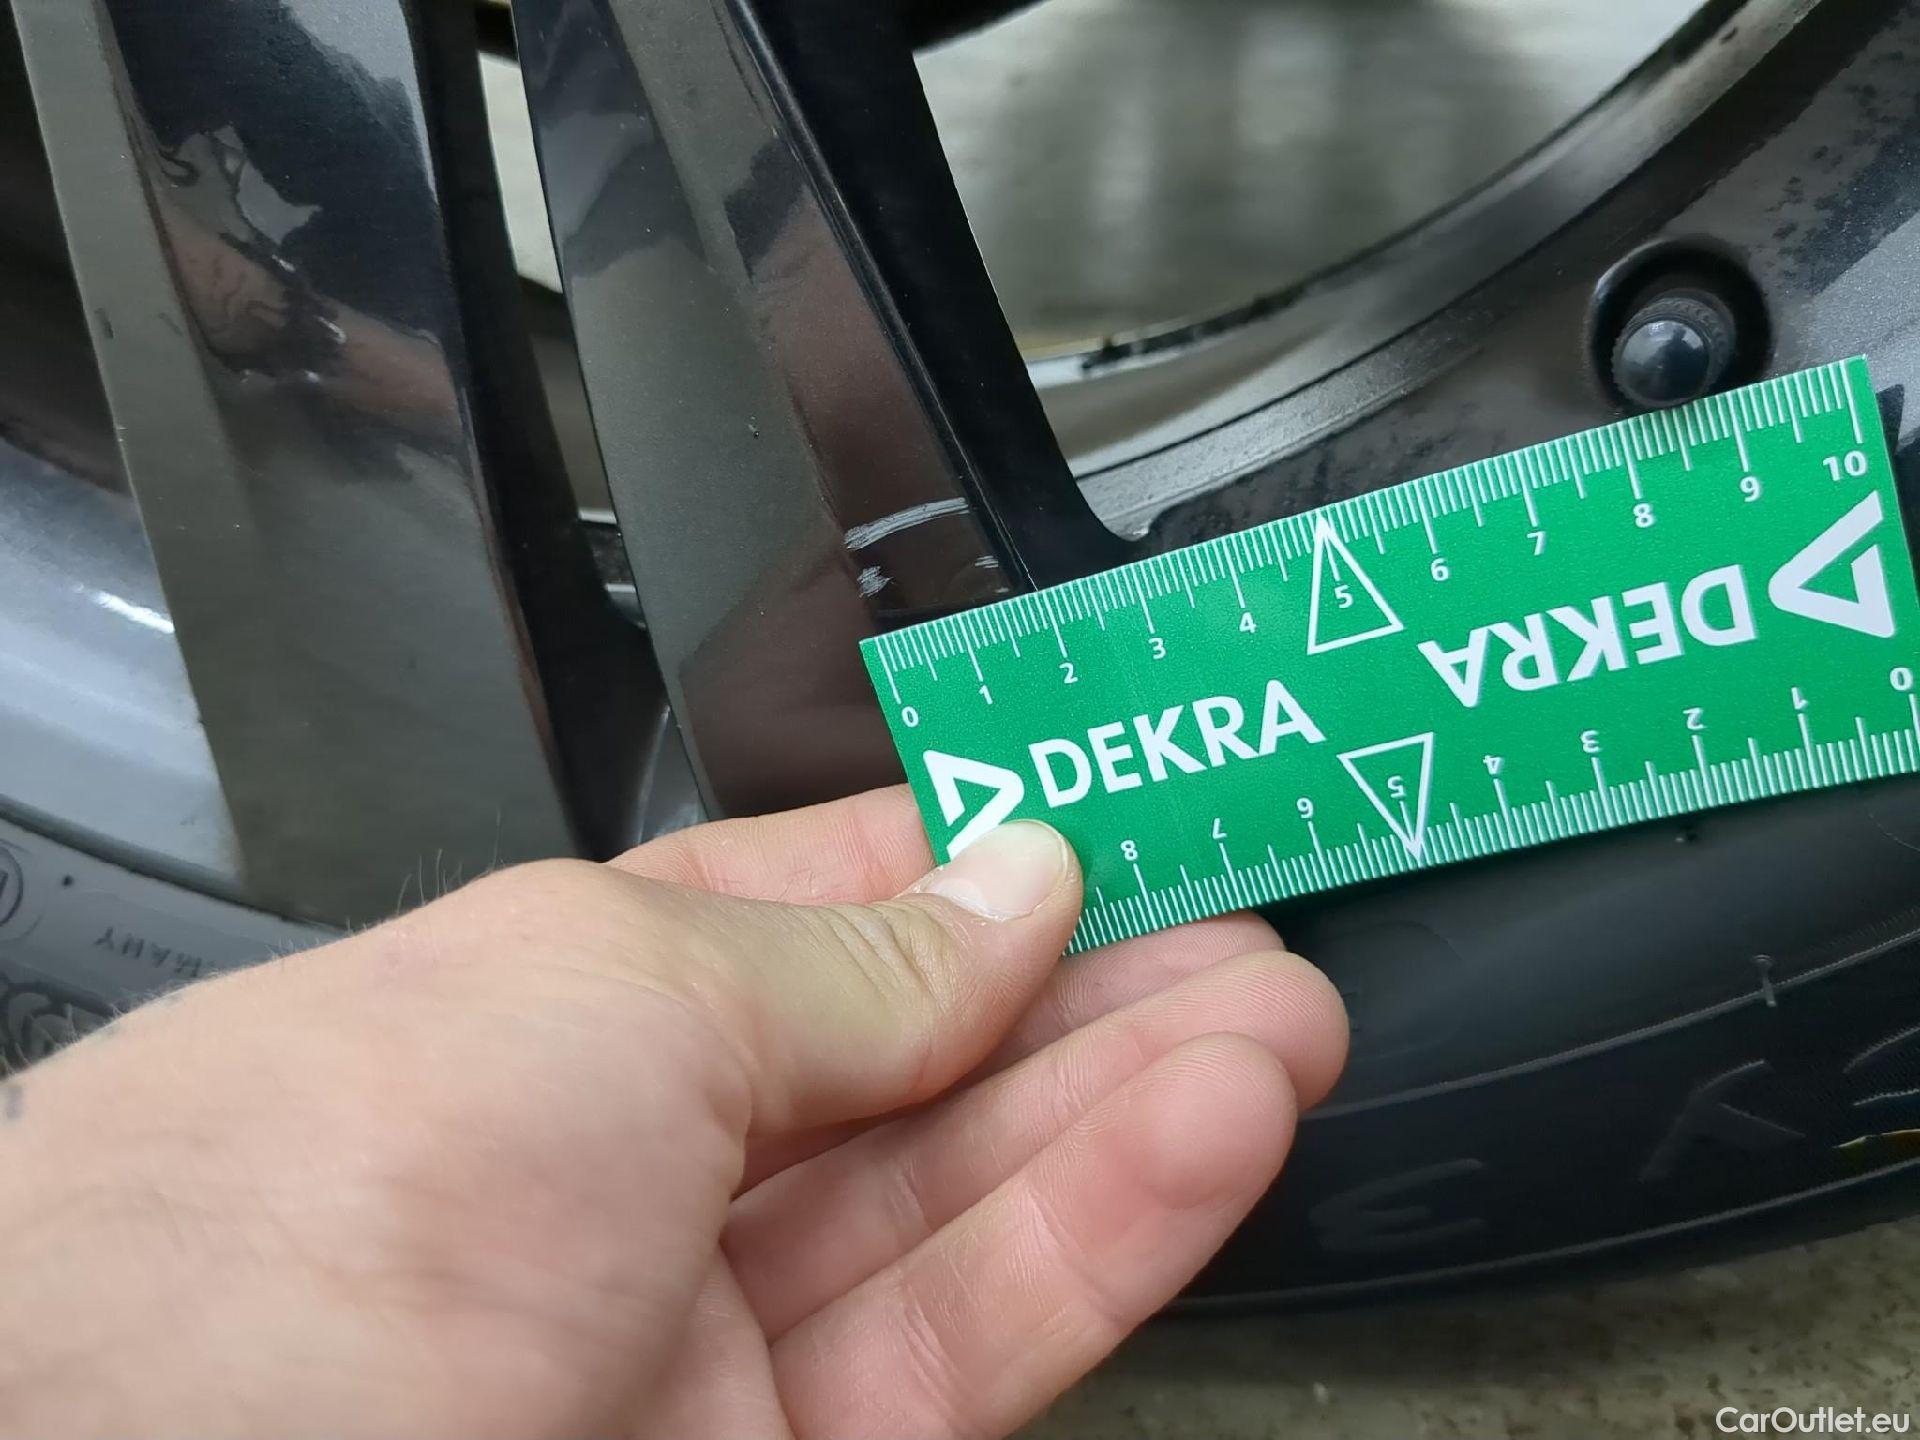 0 1 2 3 4 5 6 7 8 9 10
DEKRA
DEKRA
8 7 6 5 4 3 2 1 0
CarOutlet.eu